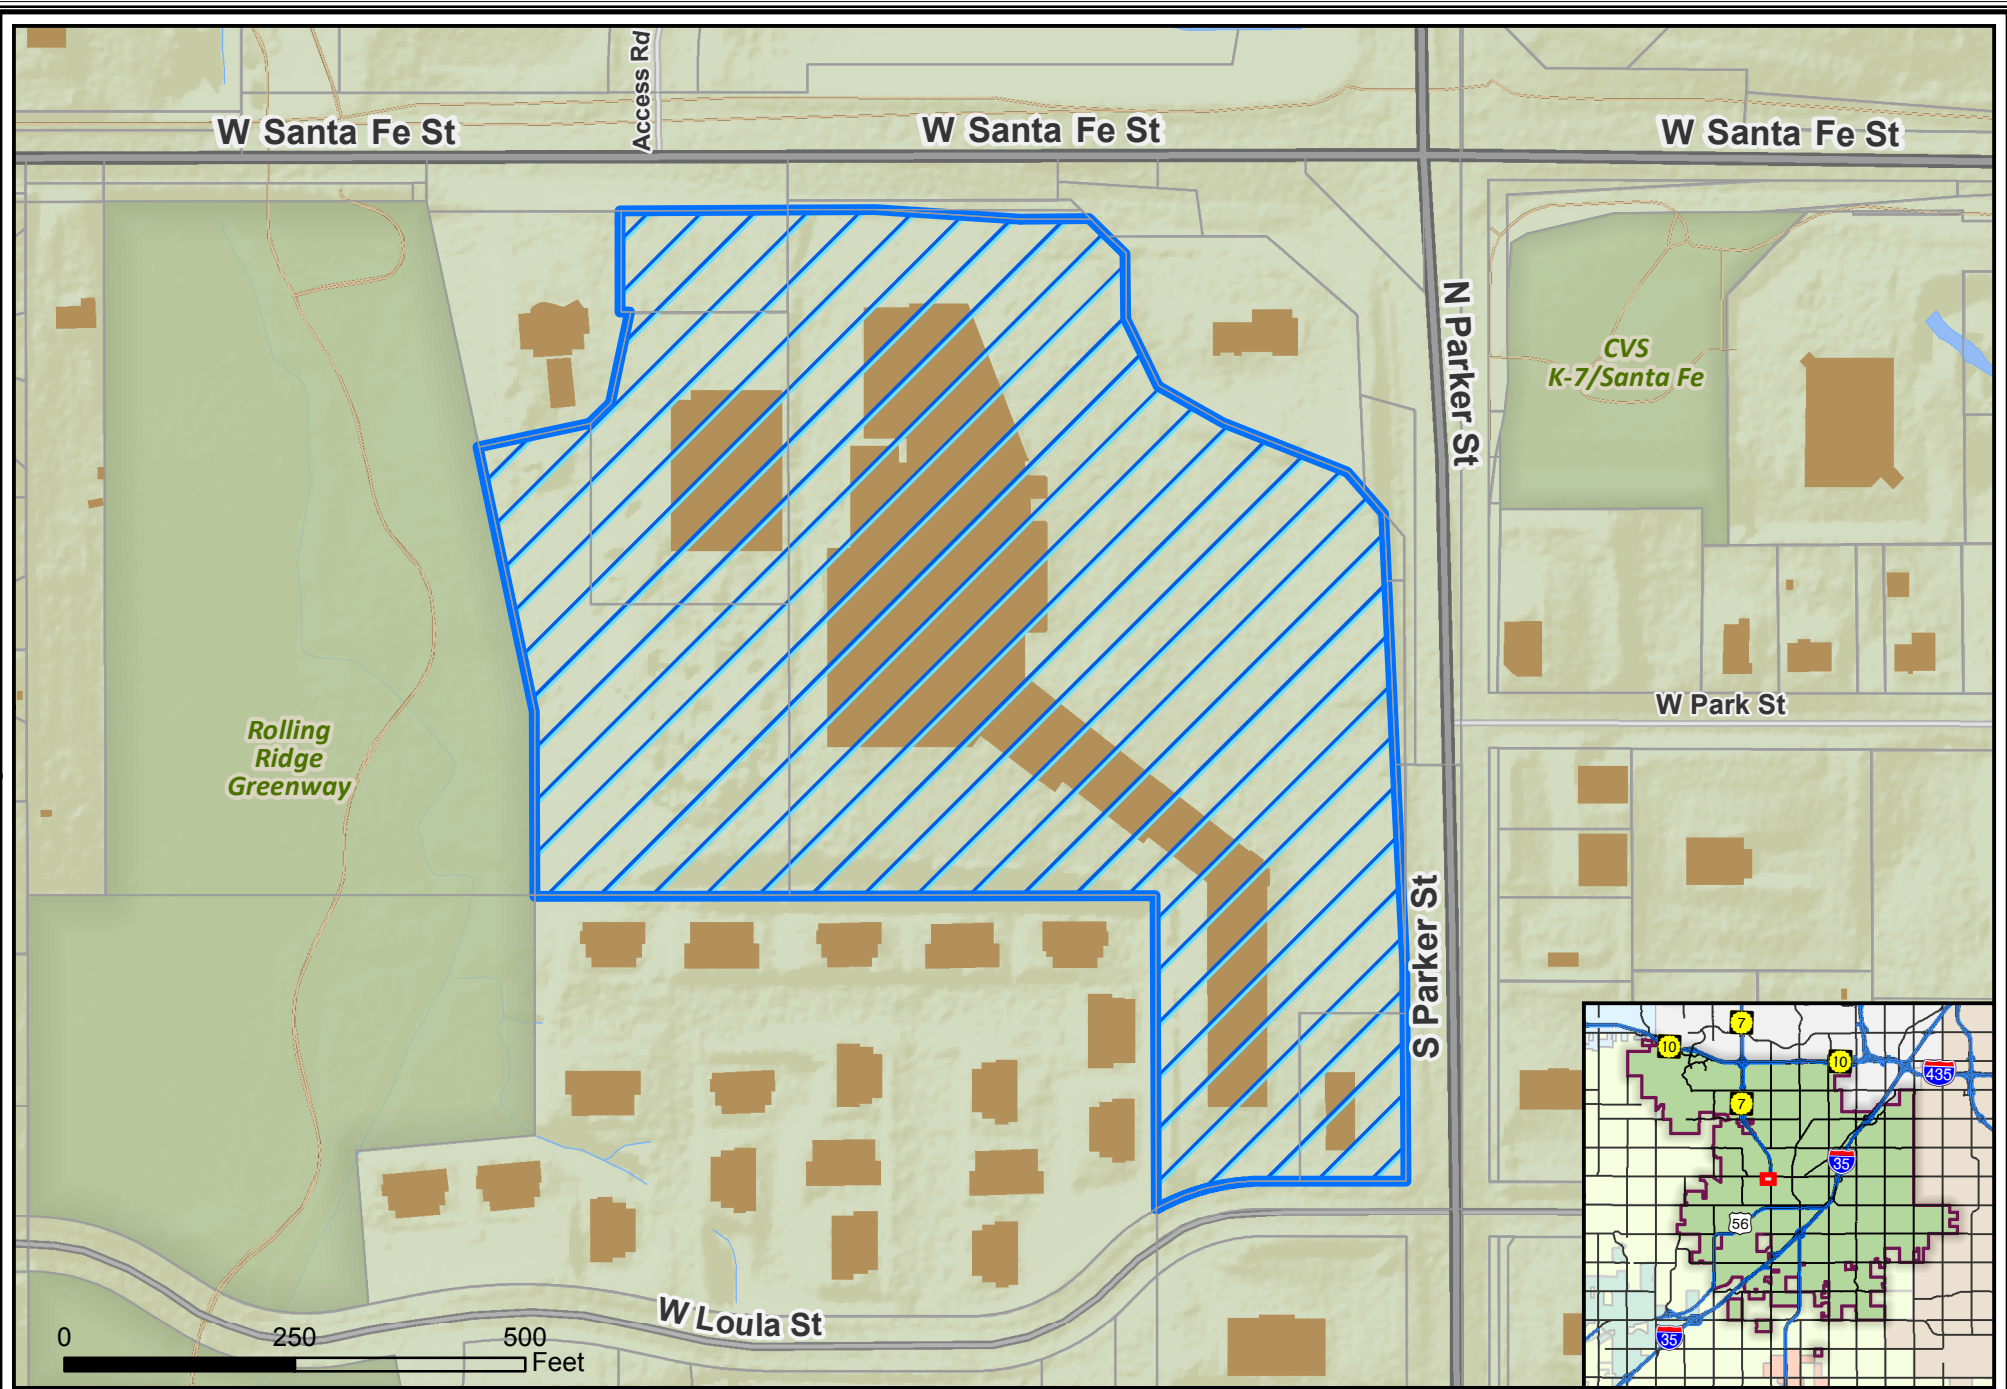 Access Rd
W Santa Fe St
W Santa Fe St
W Santa Fe St
N Parker St
CVS
K-7/Santa Fe
W Park St
Rolling
Ridge
Greenway
S Parker St
W Loula St
0
250
500
Feet
7
10
10
435
7
35
56
35